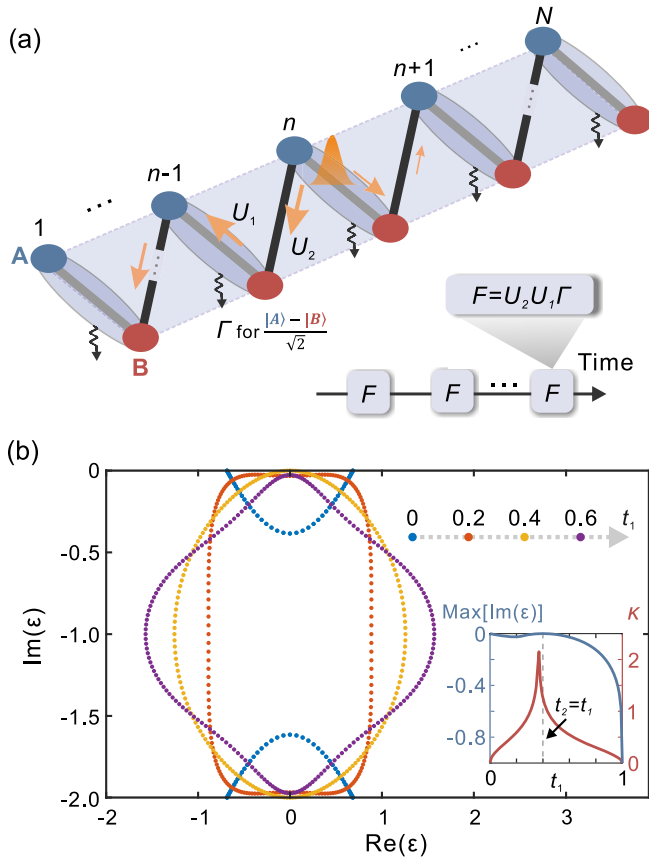 (a)
N
...
n+1
n
n-1
...
1
A
U₁
U₂
B
Γ for |A⟩ − |B⟩
√2
F=U₂U₁Γ
Time
F
F
...
F
(b)
0
-0.5
-1.0
-1.5
-2.0
Im(ε)
-2
-1
0
1
2
3
Re(ε)
0
0.2
0.4
0.6
t₁
Max[Im(ε)]
κ
0
-0.4
-0.8
2
1
0
t₂=t₁
0
t₁
1